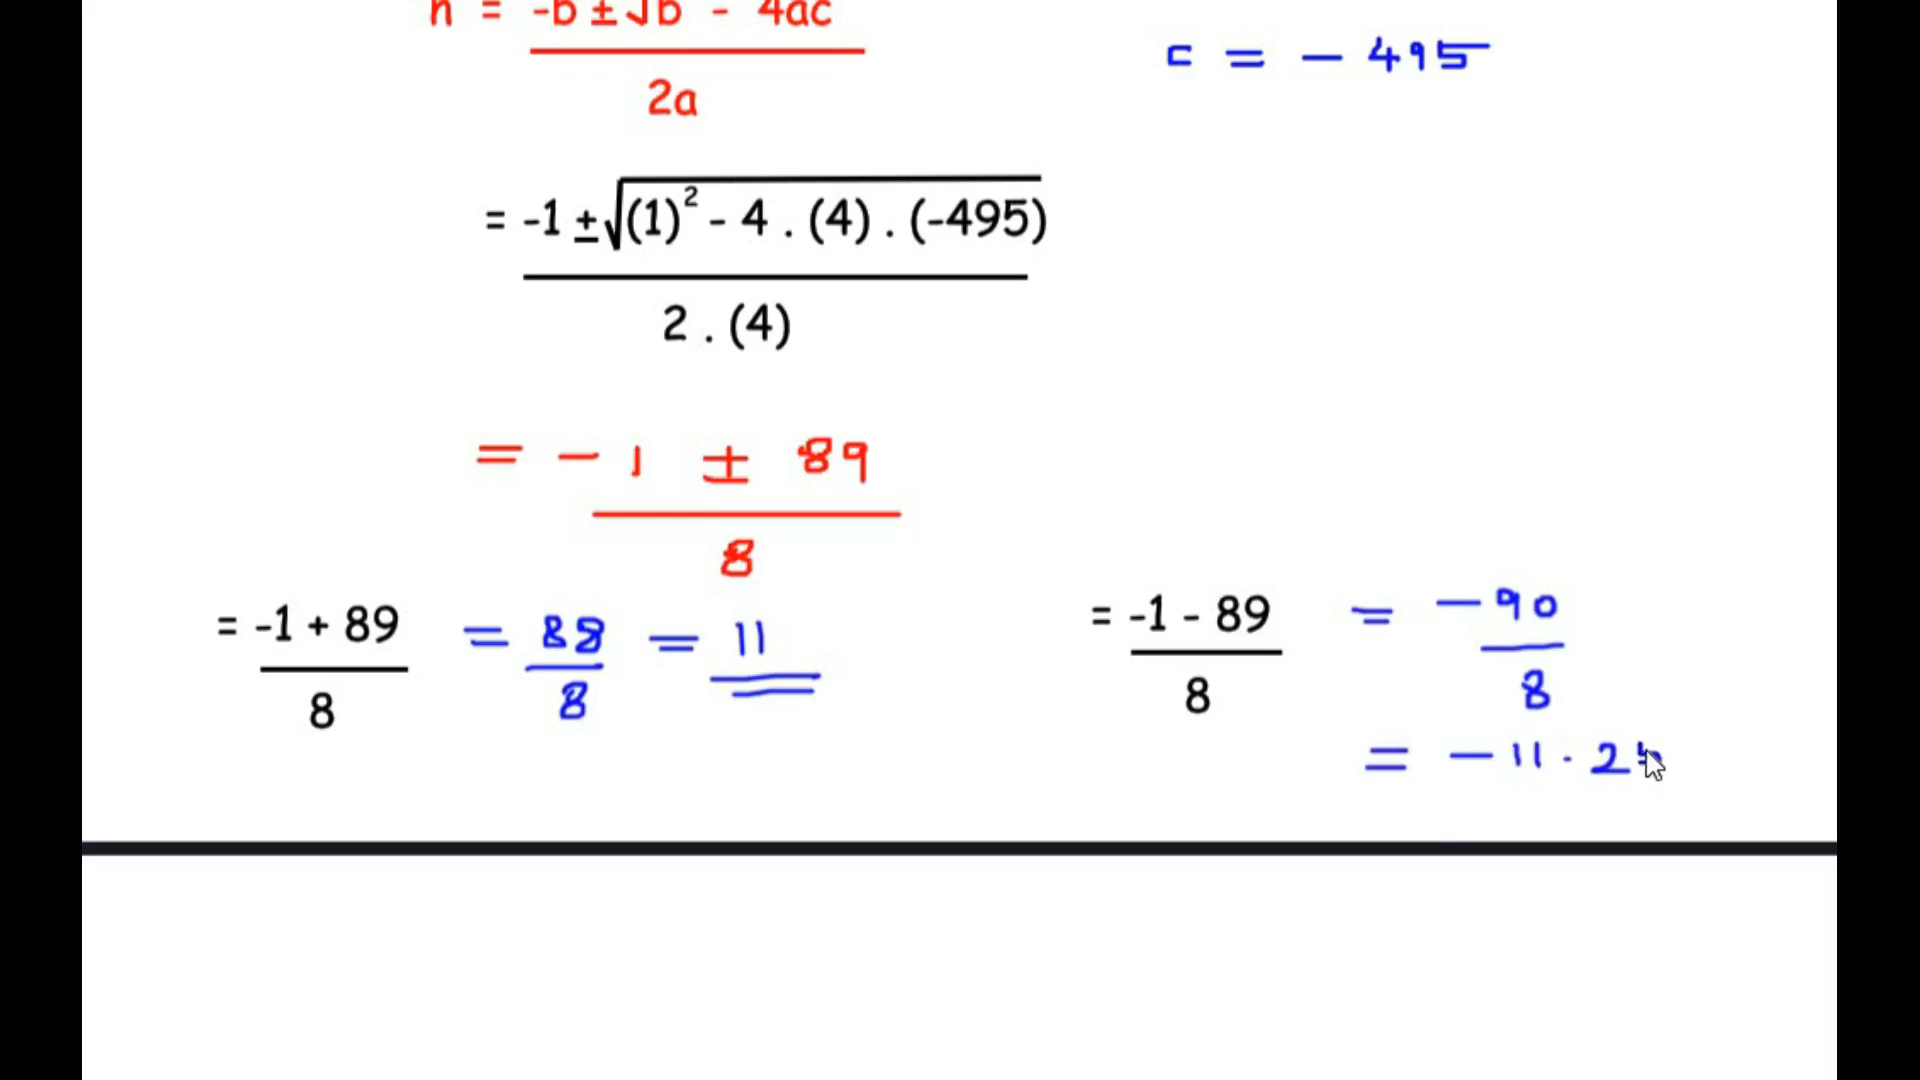 n = -b ± √b - 4ac
2a
c = - 495
= -1 ± √(1)² - 4 . (4) . (-495)
2 . (4)
= - 1 ± 89
8
= -1 + 89 = 88 = 11
8 8
= -1 - 89 = - 90
8 8
= - 11 . 25